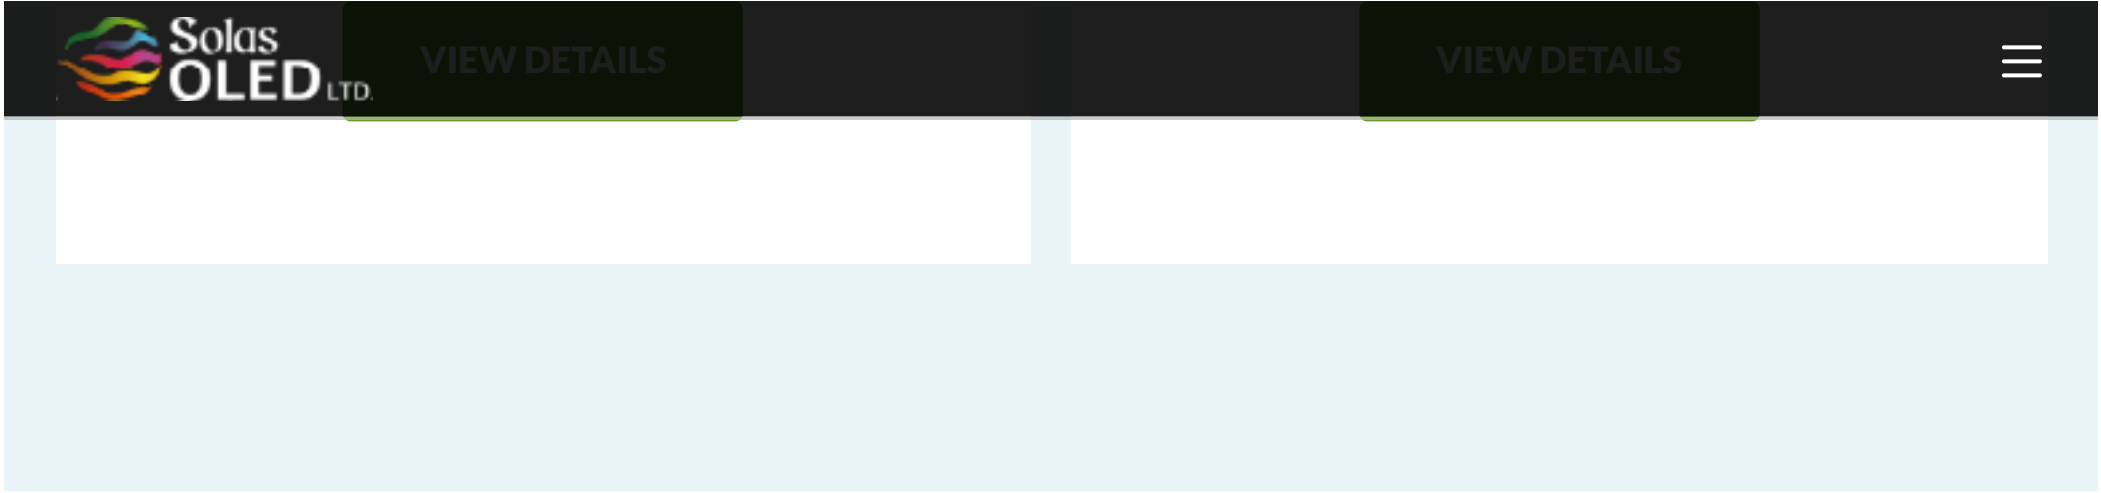 Solas
OLED LTD.
VIEW DETAILS
VIEW DETAILS